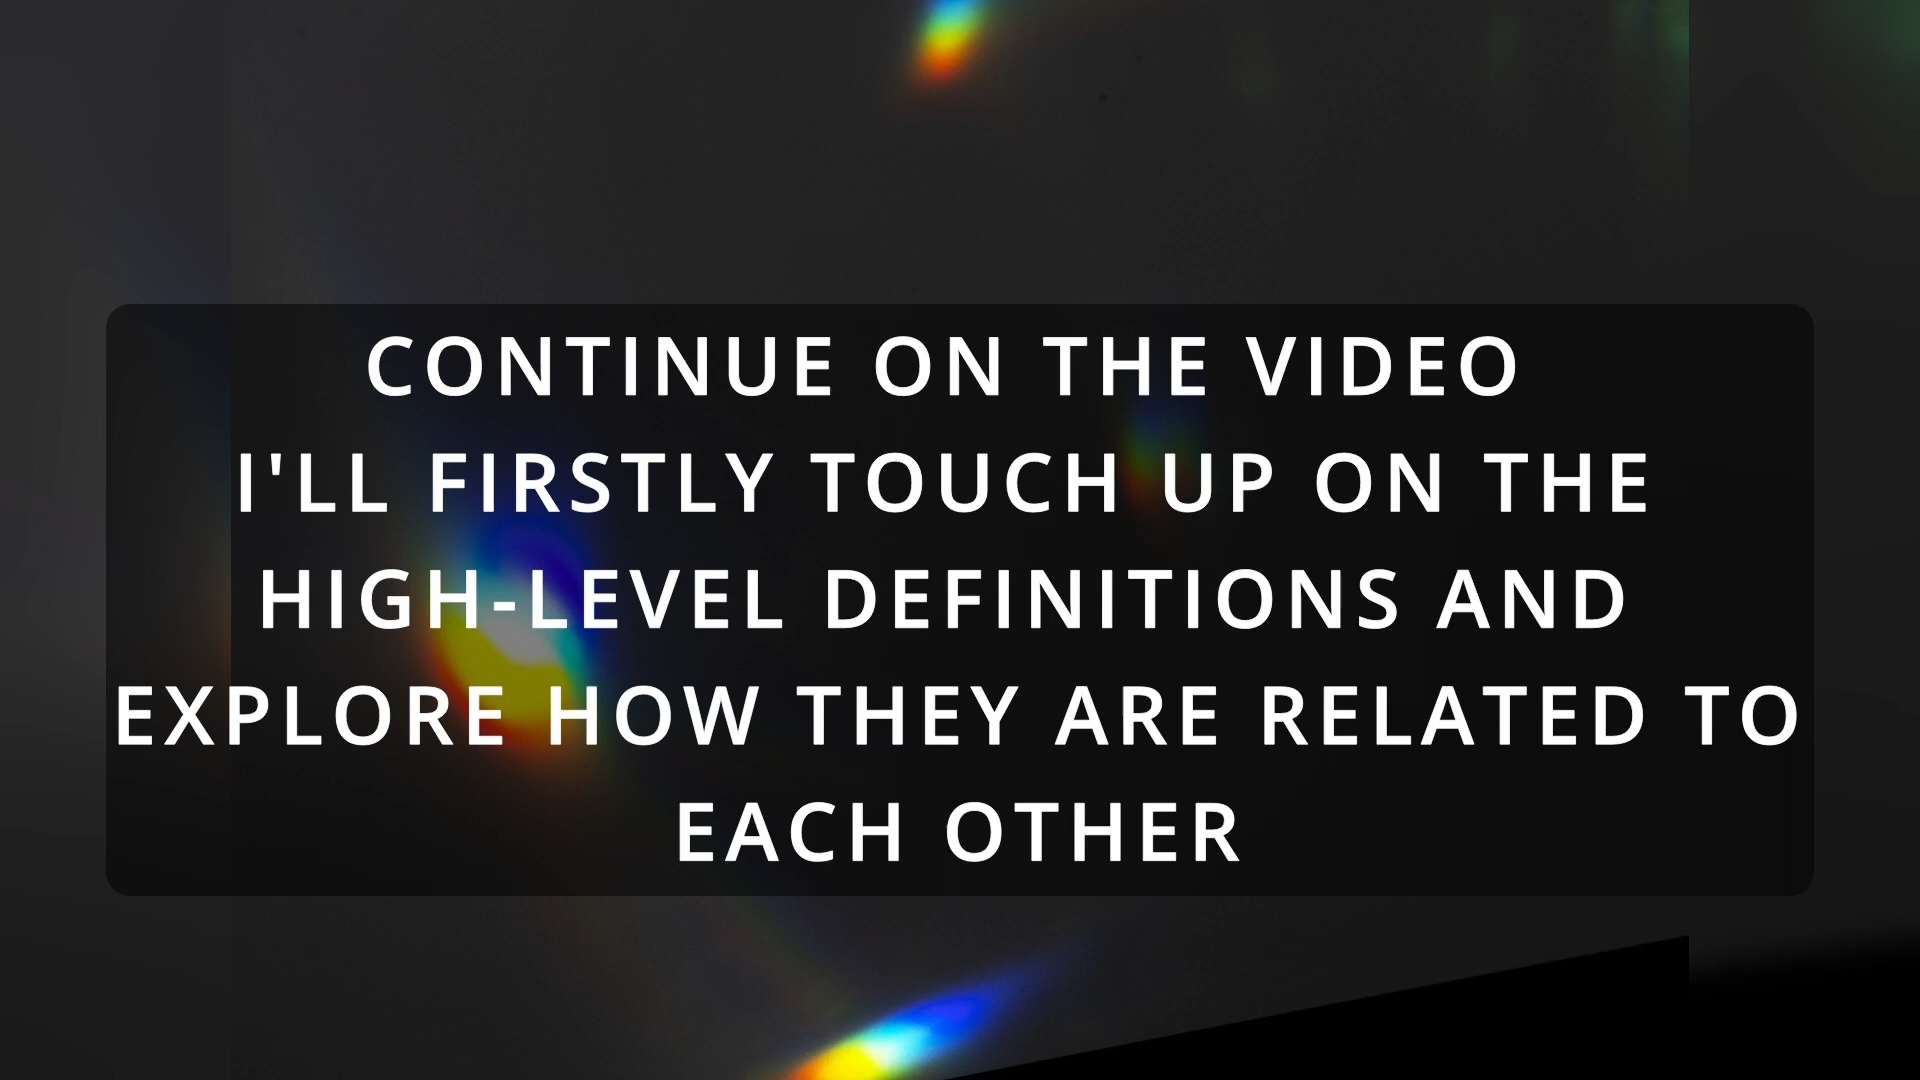 CONTINUE ON THE VIDEO
I'LL FIRSTLY TOUCH UP ON THE
HIGH-LEVEL DEFINITIONS AND
EXPLORE HOW THEY ARE RELATED TO
EACH OTHER